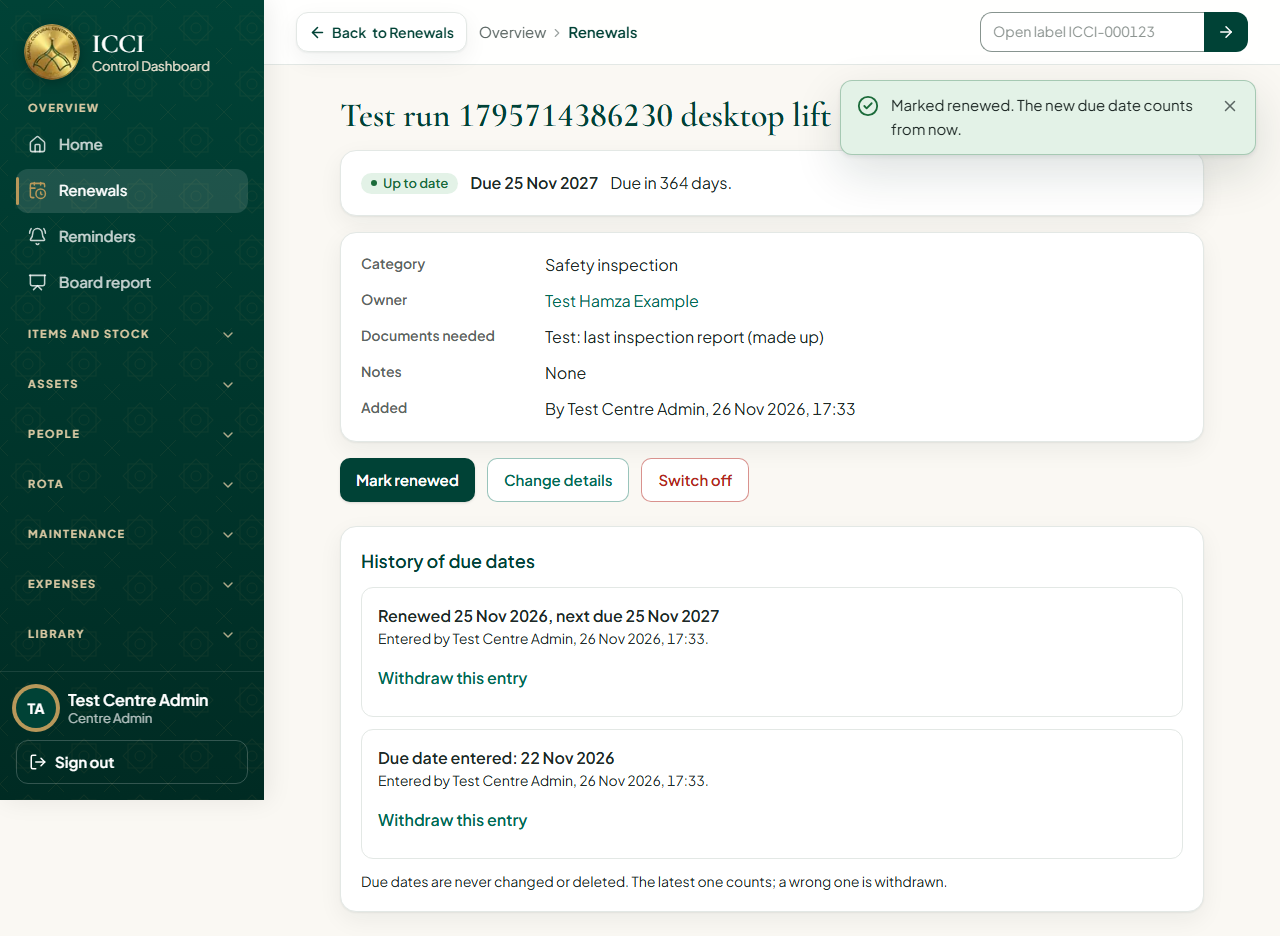 ICCI
Control Dashboard
OVERVIEW
Home
Renewals
Reminders
Board report
ITEMS AND STOCK
ASSETS
PEOPLE
ROTA
MAINTENANCE
EXPENSES
LIBRARY
TA
Test Centre Admin
Centre Admin
Sign out
Back to Renewals
Overview
Renewals
Open label ICCI-000123
Marked renewed. The new due date counts
from now.
Test run 1795714386230 desktop lift
Up to date Due 25 Nov 2027 Due in 364 days.
Category Safety inspection
Owner Test Hamza Example
Documents needed Test: last inspection report (made up)
Notes None
Added By Test Centre Admin, 26 Nov 2026, 17:33
Mark renewed Change details Switch off
History of due dates
Renewed 25 Nov 2026, next due 25 Nov 2027
Entered by Test Centre Admin, 26 Nov 2026, 17:33.
Withdraw this entry
Due date entered: 22 Nov 2026
Entered by Test Centre Admin, 26 Nov 2026, 17:33.
Withdraw this entry
Due dates are never changed or deleted. The latest one counts; a wrong one is withdrawn.